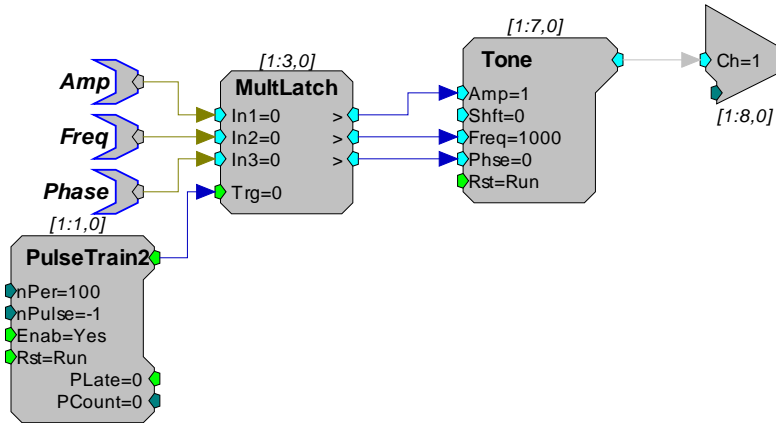 Amp
Freq
Phase
[1:3,0]
MultLatch
In1=0 >
In2=0 >
In3=0 >
Trg=0
[1:7,0]
Tone
Amp=1
Shft=0
Freq=1000
Phse=0
Rst=Run
Ch=1
[1:8,0]
[1:1,0]
PulseTrain2
nPer=100
nPulse=-1
Enab=Yes
Rst=Run
PLate=0
PCount=0